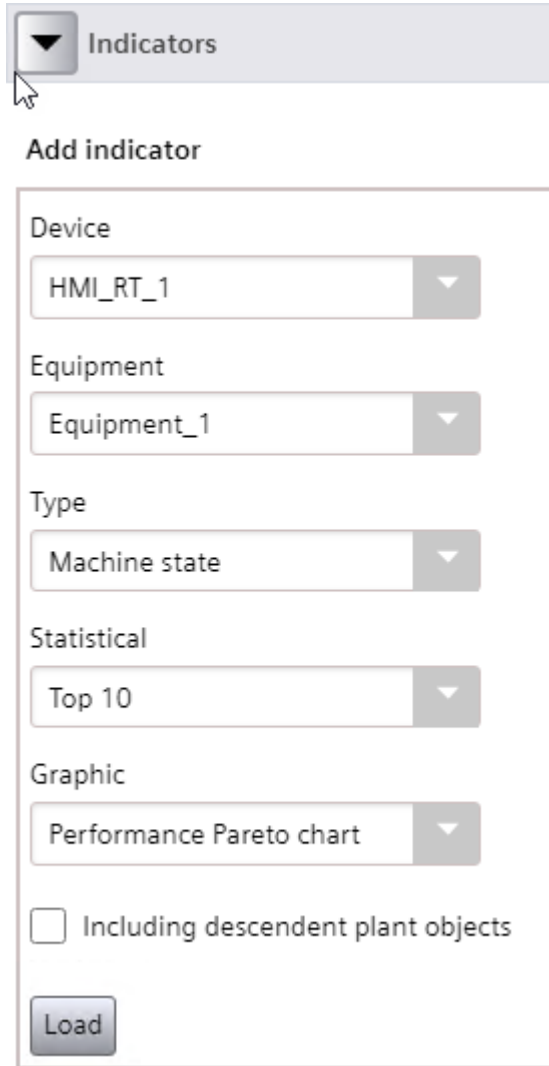 Indicators
Add indicator
Device
HMI_RT_1
Equipment
Equipment_1
Type
Machine state
Statistical
Top 10
Graphic
Performance Pareto chart
Including descendent plant objects
Load